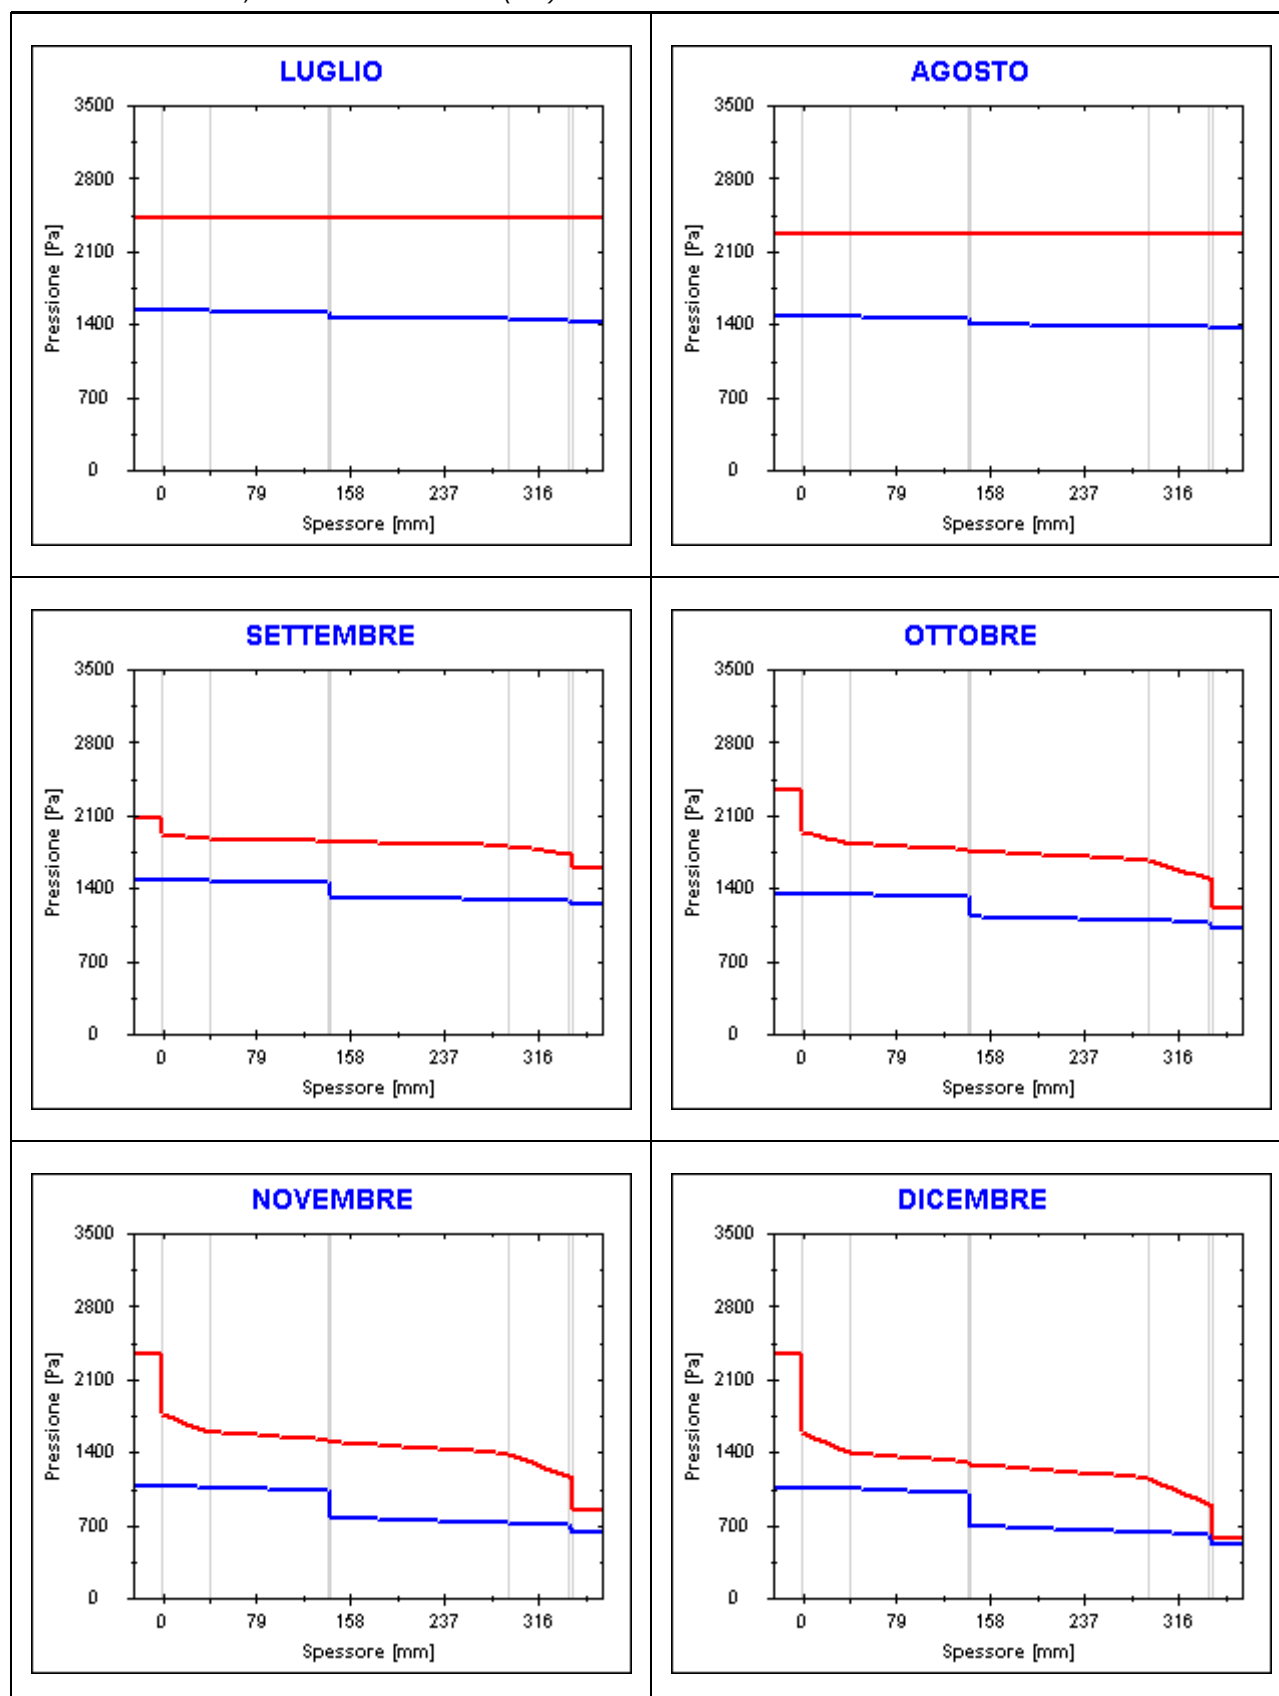 LUGLIO
3500
2800
2100
1400
700
0
Pressione [Pa]
0 79 158 237 316
Spessore [mm]
AGOSTO
3500
2800
2100
1400
700
0
Pressione [Pa]
0 79 158 237 316
Spessore [mm]
SETTEMBRE
3500
2800
2100
1400
700
0
Pressione [Pa]
0 79 158 237 316
Spessore [mm]
OTTOBRE
3500
2800
2100
1400
700
0
Pressione [Pa]
0 79 158 237 316
Spessore [mm]
NOVEMBRE
3500
2800
2100
1400
700
0
Pressione [Pa]
0 79 158 237 316
Spessore [mm]
DICEMBRE
3500
2800
2100
1400
700
0
Pressione [Pa]
0 79 158 237 316
Spessore [mm]